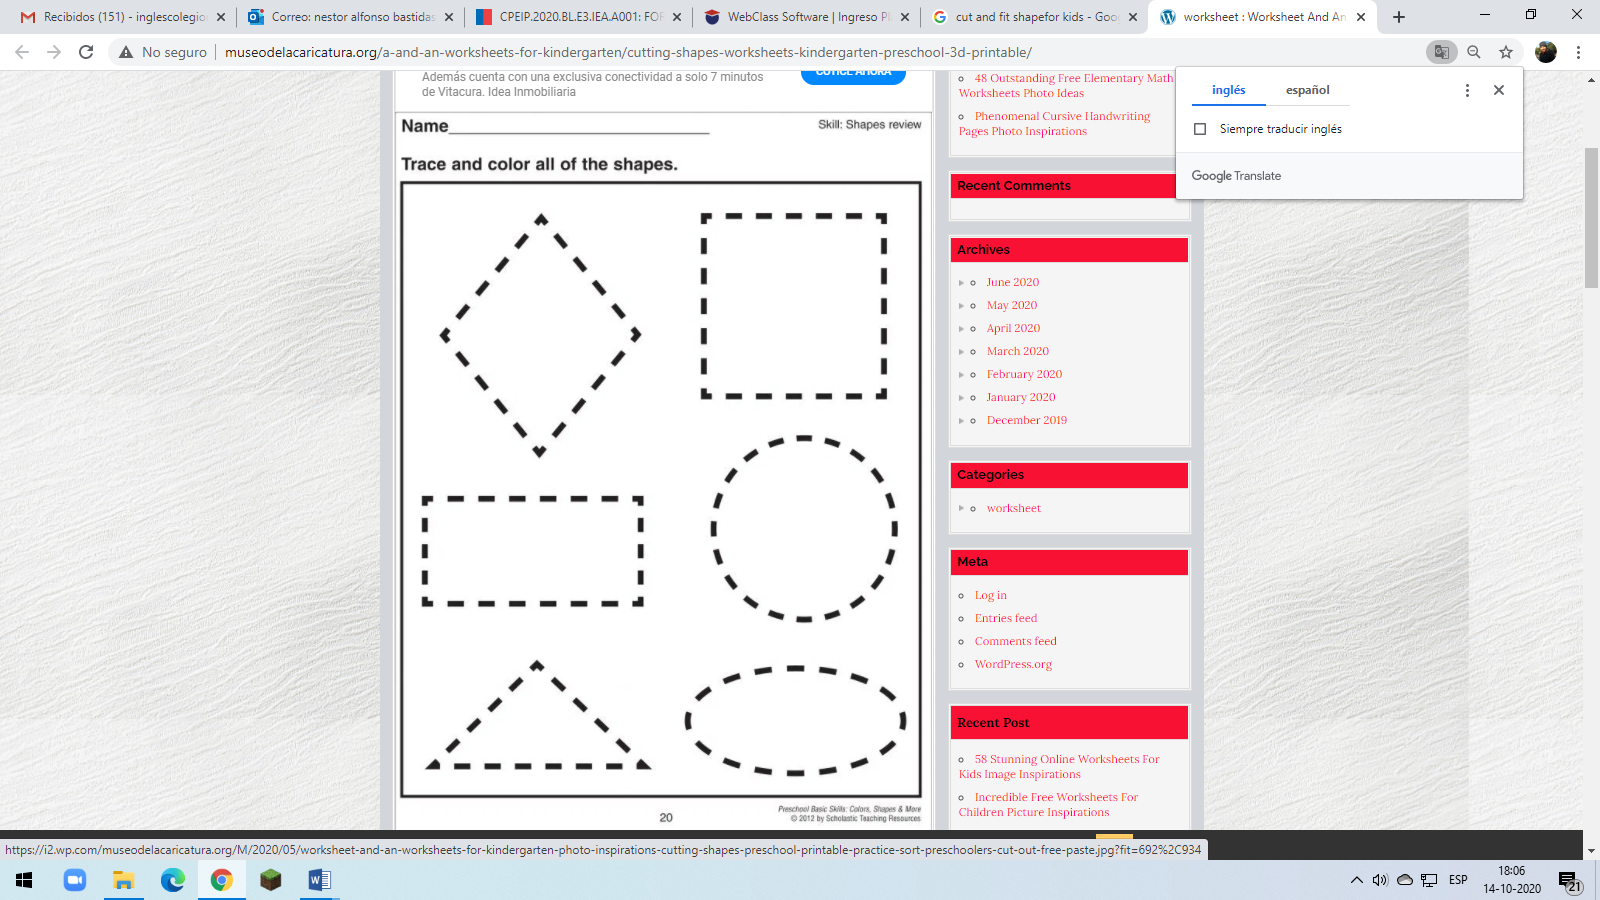 Recibidos (151) - inglescolegio
Correo: nestor alfonso bastidas
CPEIP.2020.BL.E3.IEA.A001: FOR
WebClass Software | Ingreso Pl
cut and fit shapefor kids - Goo
worksheet : Worksheet And An
No seguro
museodelacaricatura.org/a-and-an-worksheets-for-kindergarten/cutting-shapes-worksheets-kindergarten-preschool-3d-printable/
Además cuenta con una exclusiva conectividad a solo 7 minutos
de Vitacura. Idea Inmobiliaria
COTICE AHORA
Name
Skill: Shapes review
Trace and color all of the shapes.
20
Preschool Basic Skills: Colors, Shapes & More
© 2012 by Scholastic Teaching Resources
48 Outstanding Free Elementary Math
Worksheets Photo Ideas
Phenomenal Cursive Handwriting
Pages Photo Inspirations
Recent Comments
Archives
June 2020
May 2020
April 2020
March 2020
February 2020
January 2020
December 2019
Categories
worksheet
Meta
Log in
Entries feed
Comments feed
WordPress.org
Recent Post
58 Stunning Online Worksheets For
Kids Image Inspirations
Incredible Free Worksheets For
Children Picture Inspirations
inglés
español
Siempre traducir inglés
Google Translate
https://i2.wp.com/museodelacaricatura.org/M/2020/05/worksheet-and-an-worksheets-for-kindergarten-photo-inspirations-cutting-shapes-preschool-printable-practice-sort-preschoolers-cut-out-free-paste.jpg?fit=692%2C934
ESP
18:06
14-10-2020
21